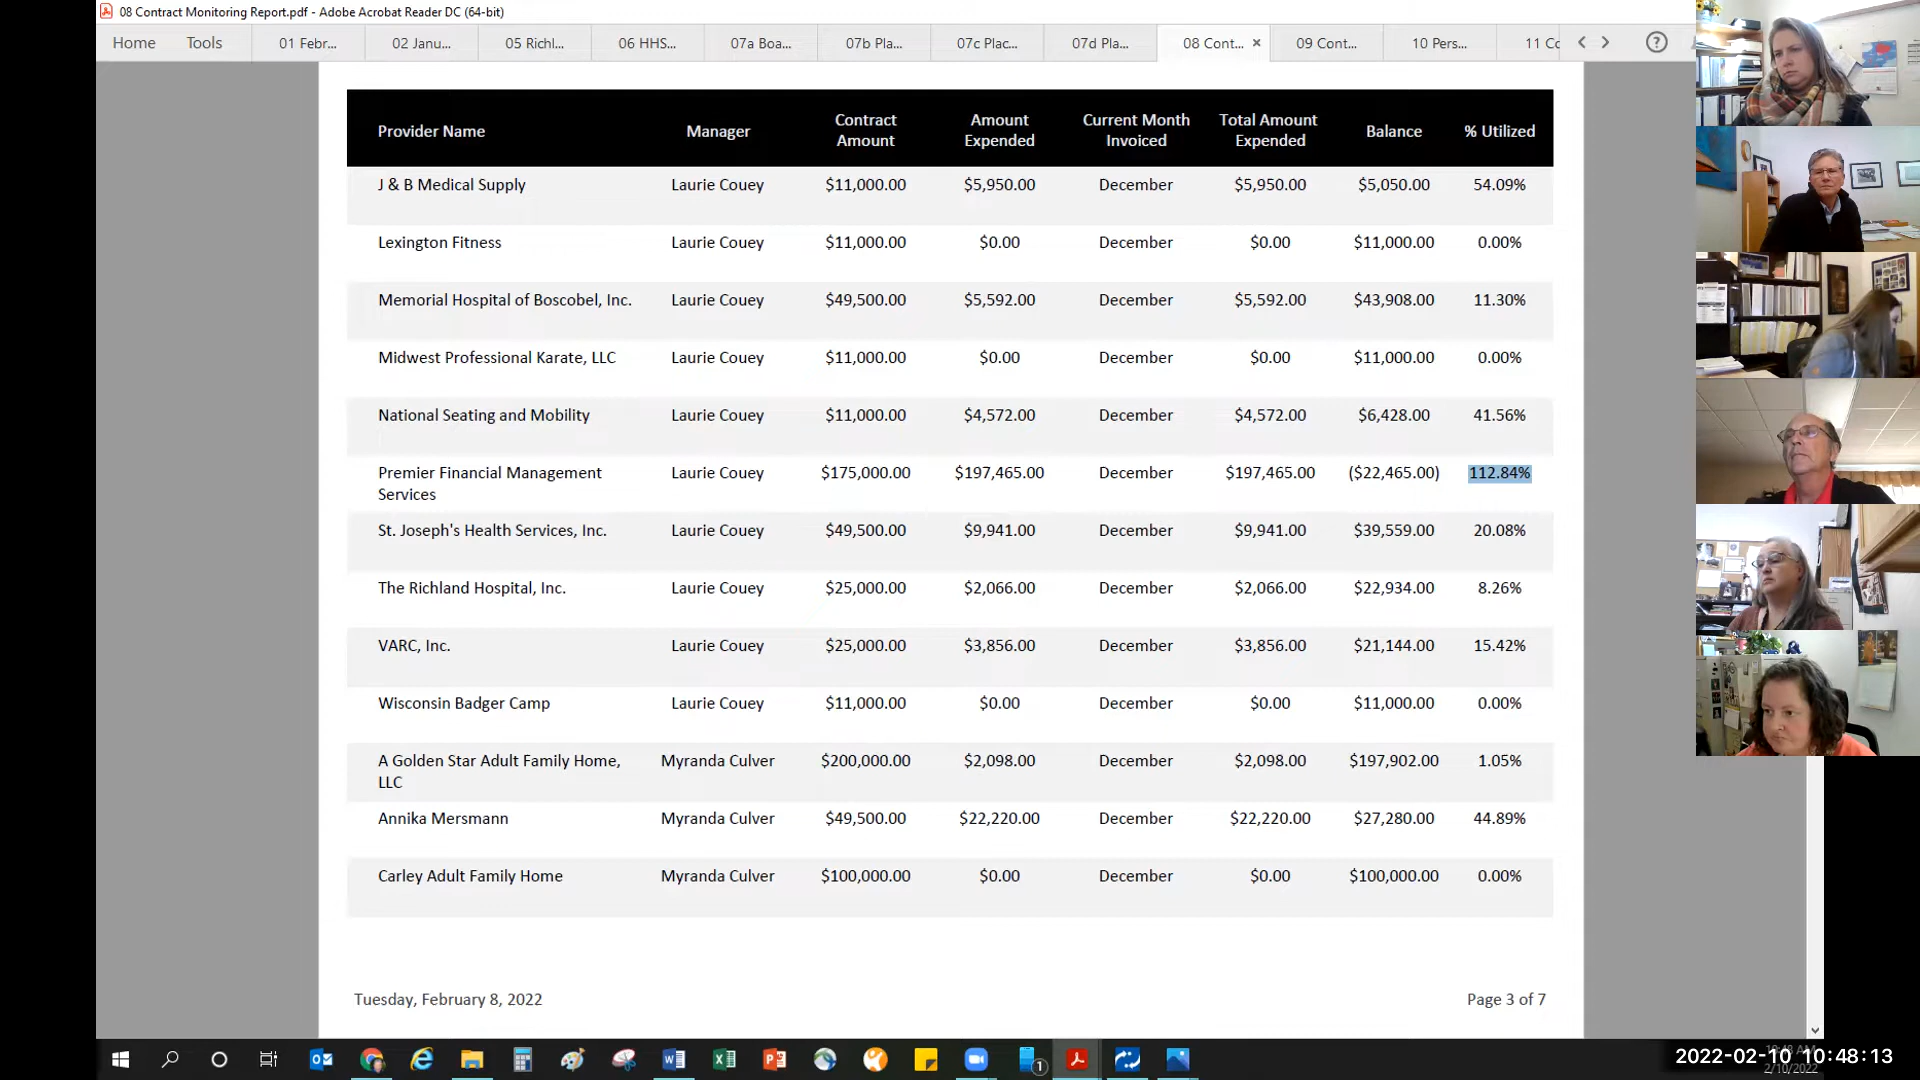 08 Contract Monitoring Report.pdf - Adobe Acrobat Reader DC (64-bit)
Home Tools 01 Febr... 02 Janu... 05 Richl... 06 HHS... 07a Boa... 07b Pla... 07c Plac... 07d Pla... 08 Cont... × 09 Cont... 10 Pers... 11 Co
Provider Name Manager Contract Amount Amount Expended Current Month Invoiced Total Amount Expended Balance % Utilized
J & B Medical Supply Laurie Couey $11,000.00 $5,950.00 December $5,950.00 $5,050.00 54.09%
Lexington Fitness Laurie Couey $11,000.00 $0.00 December $0.00 $11,000.00 0.00%
Memorial Hospital of Boscobel, Inc. Laurie Couey $49,500.00 $5,592.00 December $5,592.00 $43,908.00 11.30%
Midwest Professional Karate, LLC Laurie Couey $11,000.00 $0.00 December $0.00 $11,000.00 0.00%
National Seating and Mobility Laurie Couey $11,000.00 $4,572.00 December $4,572.00 $6,428.00 41.56%
Premier Financial Management Services Laurie Couey $175,000.00 $197,465.00 December $197,465.00 ($22,465.00) 112.84%
St. Joseph's Health Services, Inc. Laurie Couey $49,500.00 $9,941.00 December $9,941.00 $39,559.00 20.08%
The Richland Hospital, Inc. Laurie Couey $25,000.00 $2,066.00 December $2,066.00 $22,934.00 8.26%
VARC, Inc. Laurie Couey $25,000.00 $3,856.00 December $3,856.00 $21,144.00 15.42%
Wisconsin Badger Camp Laurie Couey $11,000.00 $0.00 December $0.00 $11,000.00 0.00%
A Golden Star Adult Family Home, LLC Myranda Culver $200,000.00 $2,098.00 December $2,098.00 $197,902.00 1.05%
Annika Mersmann Myranda Culver $49,500.00 $22,220.00 December $22,220.00 $27,280.00 44.89%
Carley Adult Family Home Myranda Culver $100,000.00 $0.00 December $0.00 $100,000.00 0.00%
Tuesday, February 8, 2022 Page 3 of 7
2022-02-10 10:48:13
2/10/2022